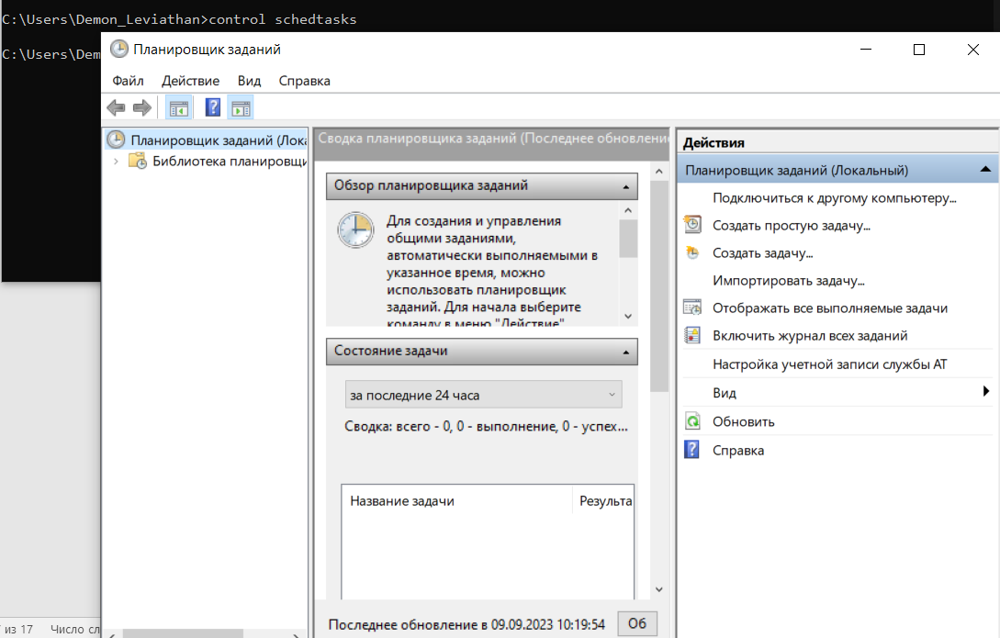 C:\Users\Demon_Leviathan>control schedtasks
C:\Users\Dem
Планировщик заданий
Файл Действие Вид Справка
Планировщик заданий (Лока
Библиотека планировщи
Сводка планировщика заданий (Последнее обновлени
Обзор планировщика заданий
Для создания и управления
общими заданиями,
автоматически выполняемыми в
указанное время, можно
использовать планировщик
заданий. Для начала выберите
команду в меню "Действие"
Состояние задачи
за последние 24 часа
Сводка: всего - 0, 0 - выполнение, 0 - успех...
Название задачи Результа
Последнее обновление в 09.09.2023 10:19:54 Об
Действия
Планировщик заданий (Локальный)
Подключиться к другому компьютеру...
Создать простую задачу...
Создать задачу...
Импортировать задачу...
Отображать все выполняемые задачи
Включить журнал всех заданий
Настройка учетной записи службы AT
Вид
Обновить
Справка
из 17 Число сл